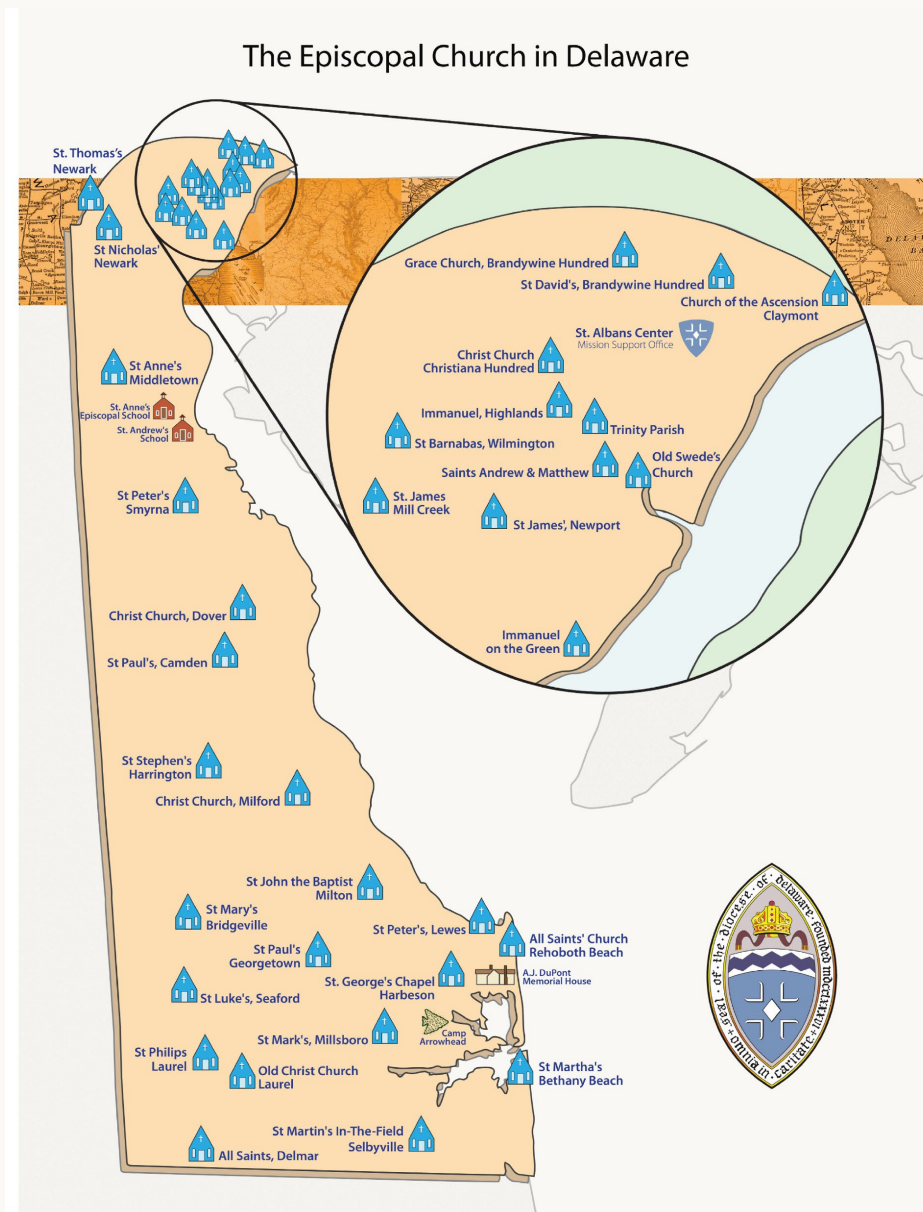 The Episcopal Church in Delaware
St. Thomas's
Newark
St Nicholas'
Newark
Grace Church, Brandywine Hundred
St David's, Brandywine Hundred
Church of the Ascension
Claymont
St. Albans Center
Mission Support Office
Christ Church
Christiana Hundred
Immanuel, Highlands
Trinity Parish
St Barnabas, Wilmington
Old Swede's
Church
Saints Andrew & Matthew
St. James
Mill Creek
St James', Newport
Immanuel
on the Green
St Anne's
Middletown
St. Anne's
Episcopal School
St. Andrew's
School
St Peter's
Smyrna
Christ Church, Dover
St Paul's, Camden
St Stephen's
Harrington
Christ Church, Milford
St John the Baptist
Milton
St Mary's
Bridgeville
St Peter's, Lewes
All Saints' Church
Rehoboth Beach
St Paul's
Georgetown
St. George's Chapel
Harbeson
A.J. DuPont
Memorial House
St Luke's, Seaford
St Mark's, Millsboro
Camp
Arrowhead
St Philips
Laurel
Old Christ Church
Laurel
St Martha's
Bethany Beach
St Martin's In-The-Field
Selbyville
All Saints, Delmar
seal · of · the · diocese · of · delaware · founded
omnia in caritate